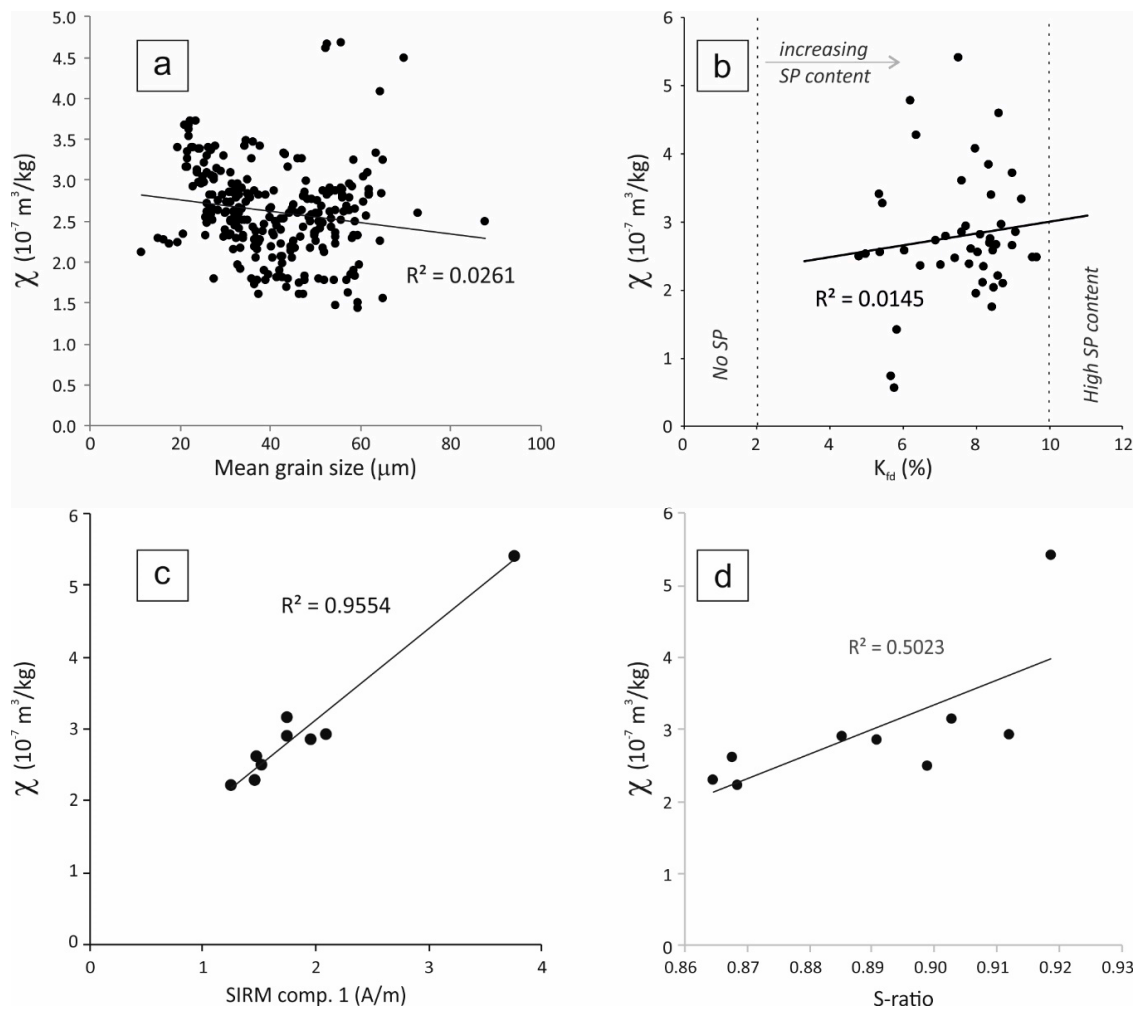 a
5.0
4.5
4.0
3.5
3.0
2.5
2.0
1.5
1.0
0.5
0.0
χ (10⁻⁷ m³/kg)
R² = 0.0261
0 20 40 60 80 100
Mean grain size (μm)
b
increasing
SP content
6
5
4
3
2
1
0
χ (10⁻⁷ m³/kg)
R² = 0.0145
No SP
High SP content
0 2 4 6 8 10 12
K_fd (%)
c
6
5
4
3
2
1
0
χ (10⁻⁷ m³/kg)
R² = 0.9554
0 1 2 3 4
SIRM comp. 1 (A/m)
d
6
5
4
3
2
1
0
χ (10⁻⁷ m³/kg)
R² = 0.5023
0.86 0.87 0.88 0.89 0.90 0.91 0.92 0.93
S-ratio